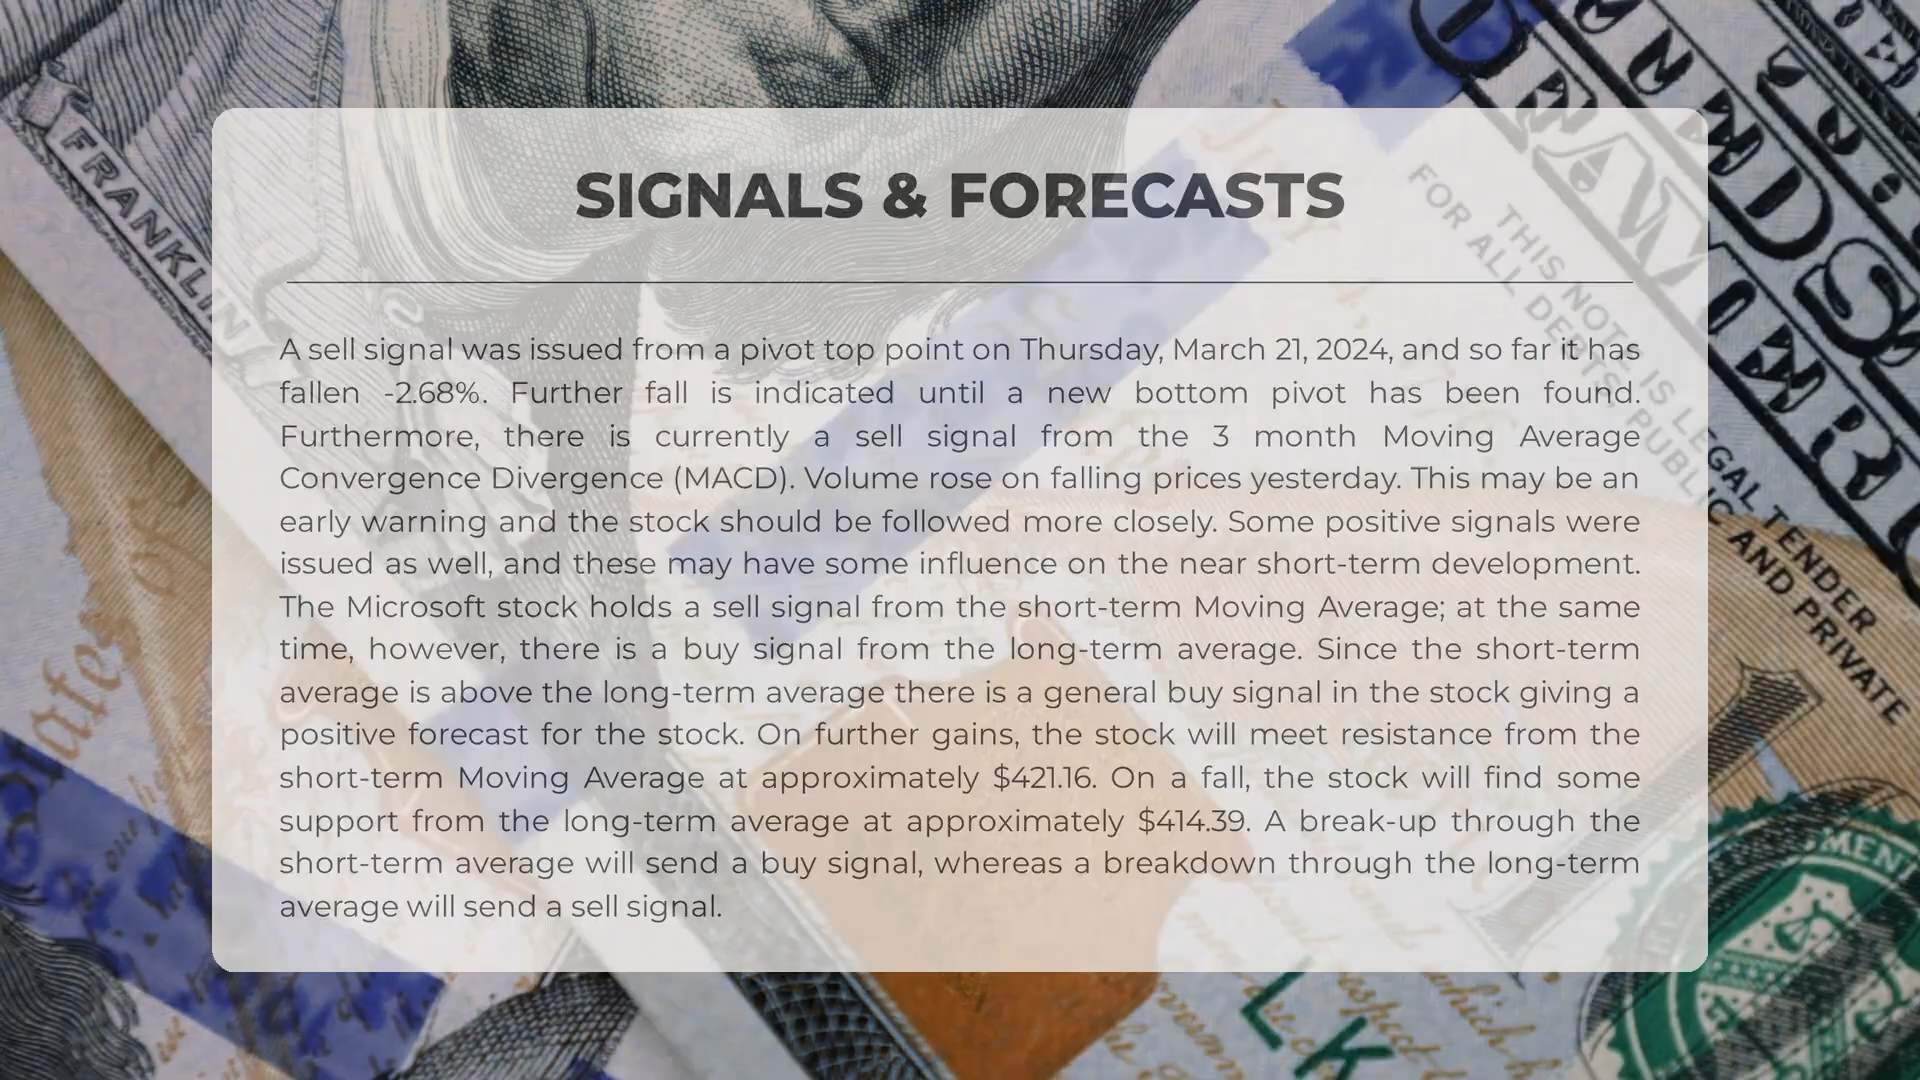 FRANKLIN
SIGNALS & FORECASTS
THIS NOTE IS LEGAL TENDER
FOR ALL DEBTS, PUBLIC AND PRIVATE
A sell signal was issued from a pivot top point on Thursday, March 21, 2024, and so far it has
fallen -2.68%. Further fall is indicated until a new bottom pivot has been found.
Furthermore, there is currently a sell signal from the 3 month Moving Average
Convergence Divergence (MACD). Volume rose on falling prices yesterday. This may be an
early warning and the stock should be followed more closely. Some positive signals were
issued as well, and these may have some influence on the near short-term development.
The Microsoft stock holds a sell signal from the short-term Moving Average; at the same
time, however, there is a buy signal from the long-term average. Since the short-term
average is above the long-term average there is a general buy signal in the stock giving a
positive forecast for the stock. On further gains, the stock will meet resistance from the
short-term Moving Average at approximately $421.16. On a fall, the stock will find some
support from the long-term average at approximately $414.39. A break-up through the
short-term average will send a buy signal, whereas a breakdown through the long-term
average will send a sell signal.
LK